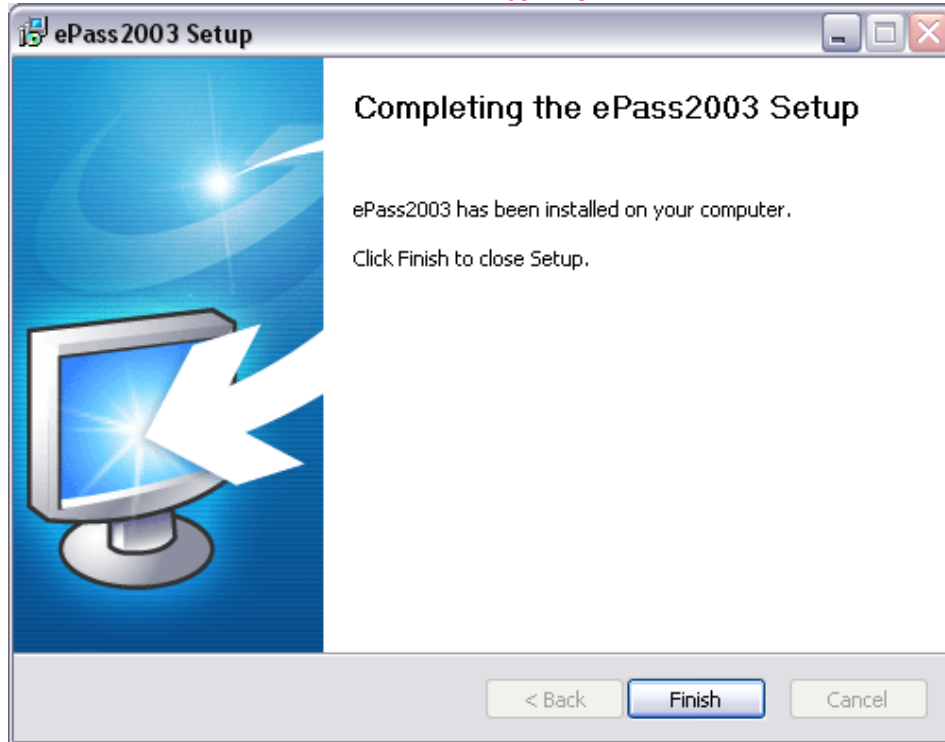 ePass2003 Setup
Completing the ePass2003 Setup
ePass2003 has been installed on your computer.
Click Finish to close Setup.
< Back
Finish
Cancel